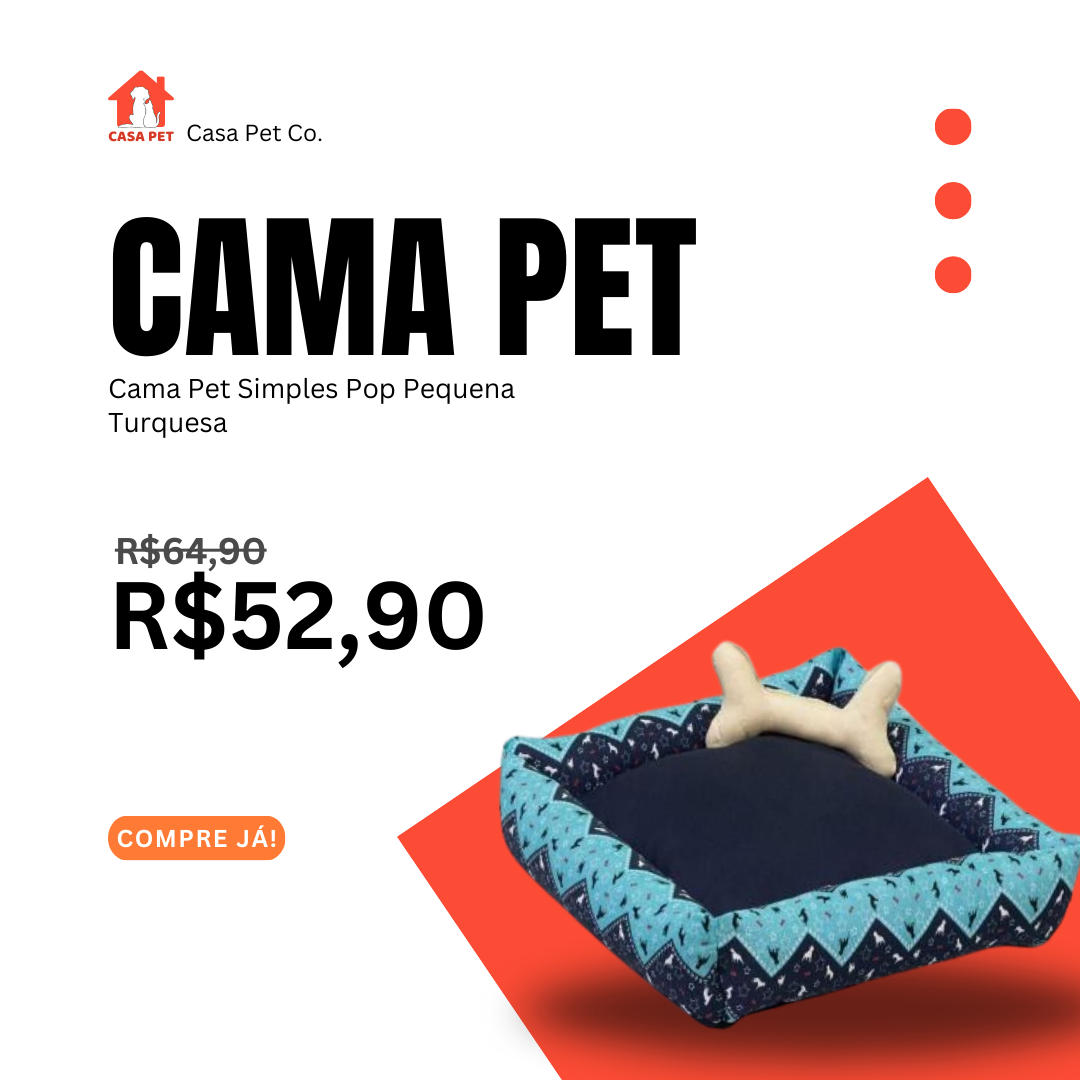 CASA PET
Casa Pet Co.
CAMA PET
Cama Pet Simples Pop Pequena
Turquesa
R$64,90
R$52,90
COMPRE JÁ!